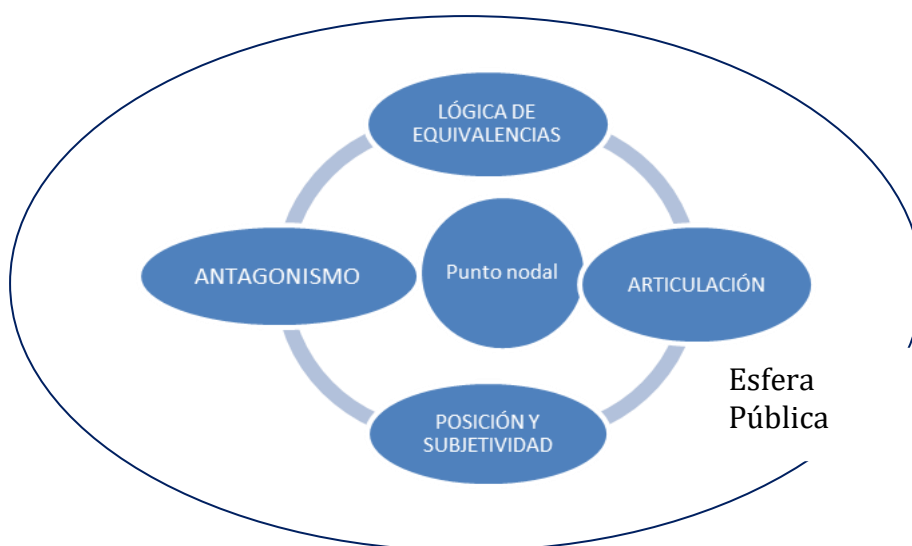 LÓGICA DE
EQUIVALENCIAS
ANTAGONISMO
Punto nodal
ARTICULACIÓN
POSICIÓN Y
SUBJETIVIDAD
Esfera
Pública